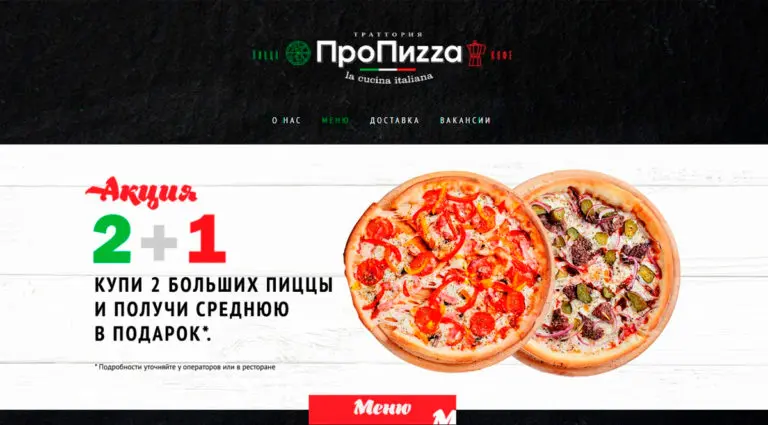 ТРАТТОРИЯ
ПИЦЦА ПроПиzzа КОФЕ
la cucina italiana
О НАС МЕНЮ ДОСТАВКА ВАКАНСИИ
Акция
2+1
КУПИ 2 БОЛЬШИХ ПИЦЦЫ
И ПОЛУЧИ СРЕДНЮЮ
В ПОДАРОК*.
* Подробности уточняйте у операторов или в ресторане
Меню
М